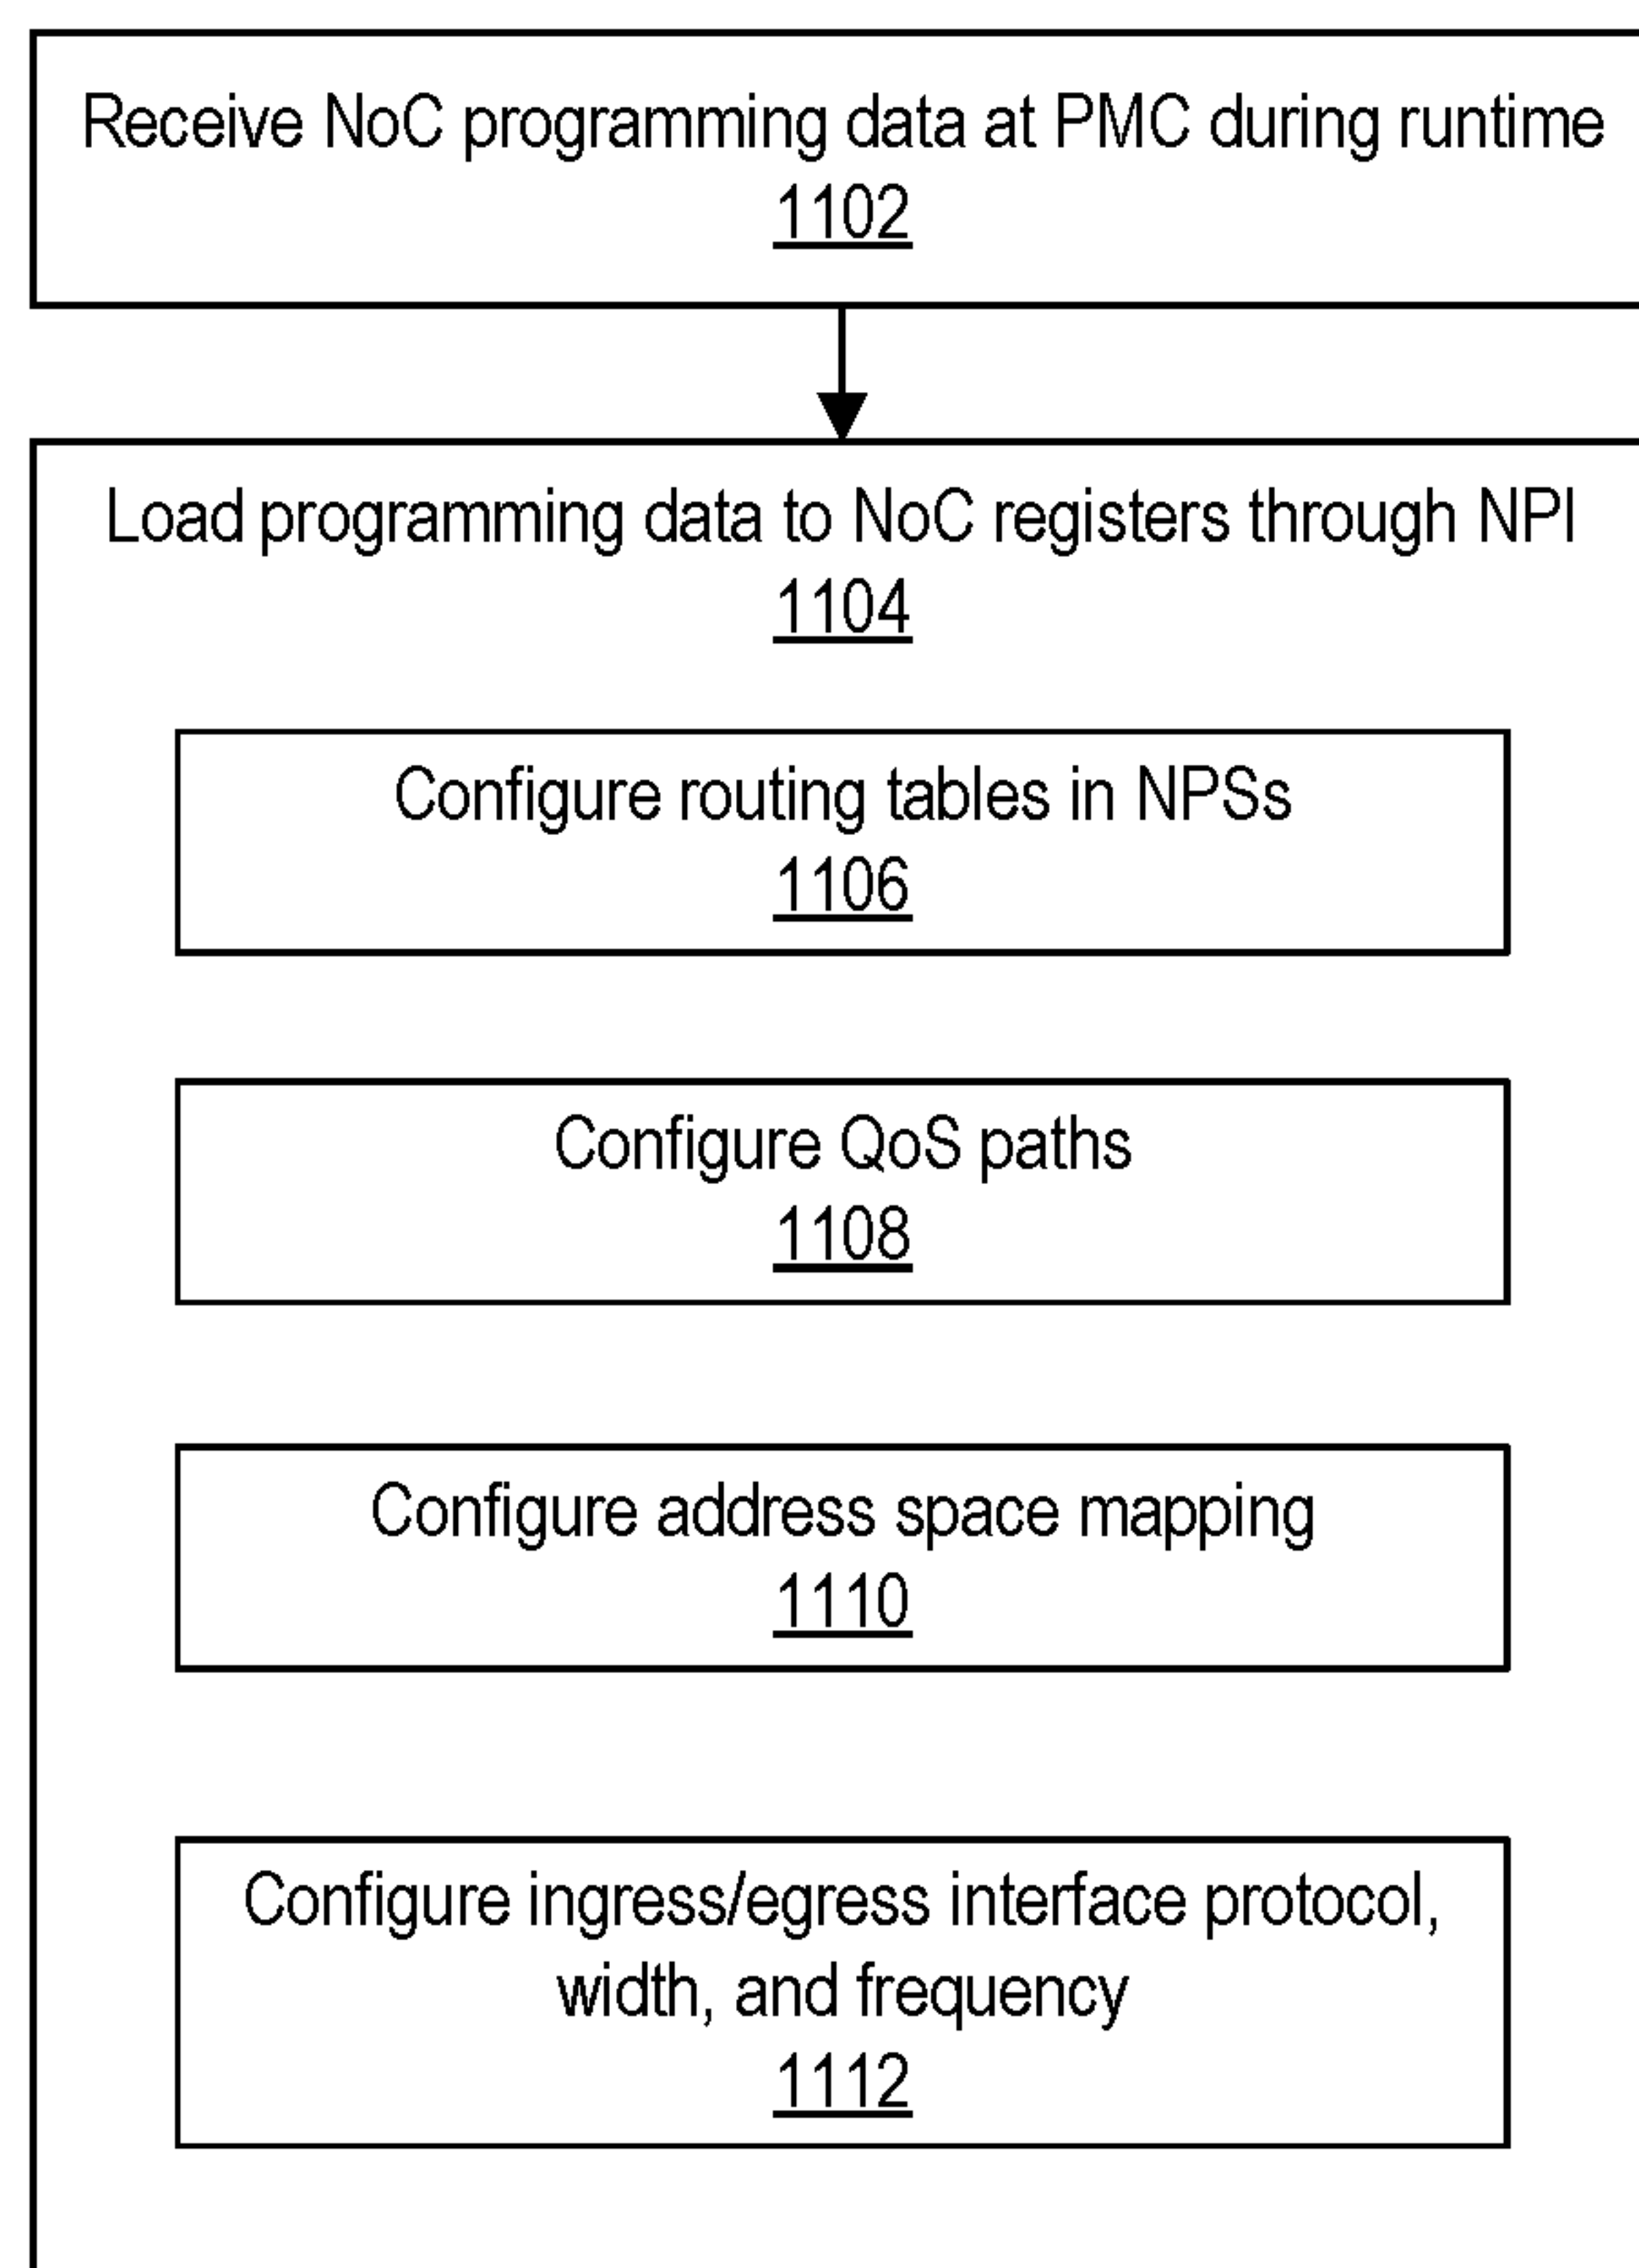 Receive NoC programming data at PMC during runtime
1102
Load programming data to NoC registers through NPI
1104
Configure routing tables in NPSs
1106
Configure QoS paths
1108
Configure address space mapping
1110
Configure ingress/egress interface protocol,
width, and frequency
1112